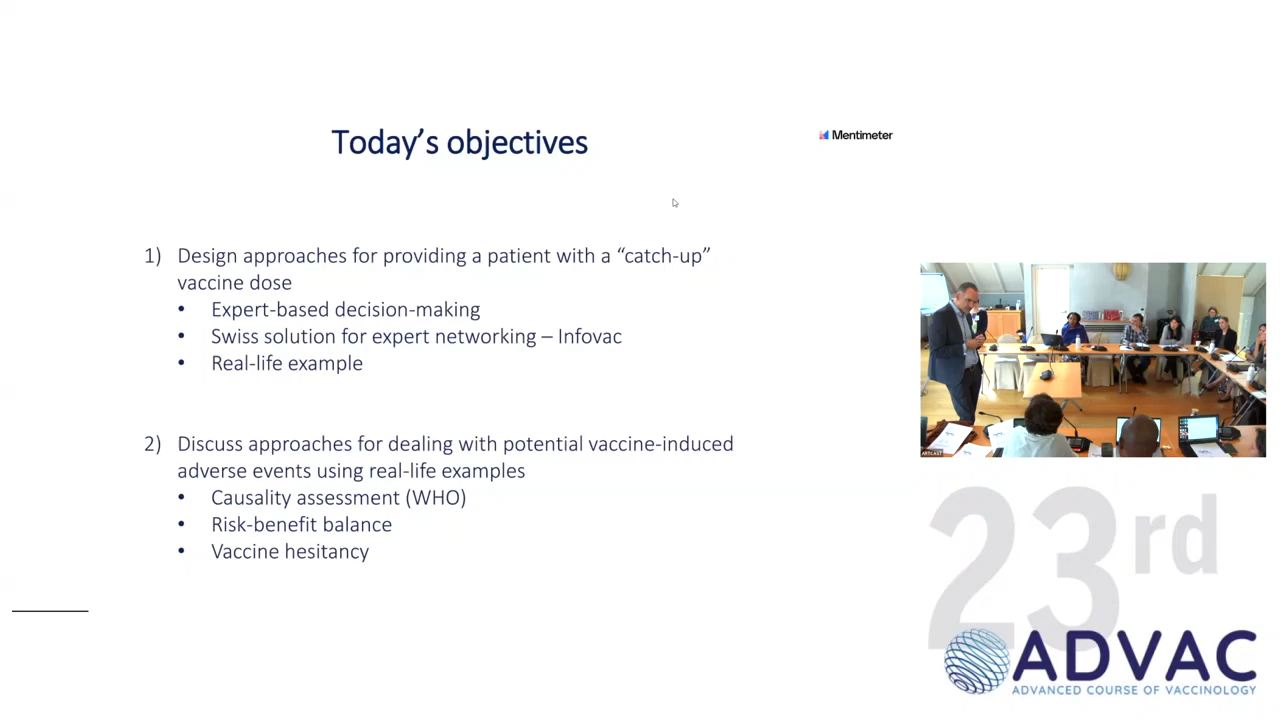 Today’s objectives
Mentimeter
1) Design approaches for providing a patient with a “catch-up”
vaccine dose
• Expert-based decision-making
• Swiss solution for expert networking – Infovac
• Real-life example
2) Discuss approaches for dealing with potential vaccine-induced
adverse events using real-life examples
• Causality assessment (WHO)
• Risk-benefit balance
• Vaccine hesitancy
ARTCAST
23rd
ADVAC
ADVANCED COURSE OF VACCINOLOGY